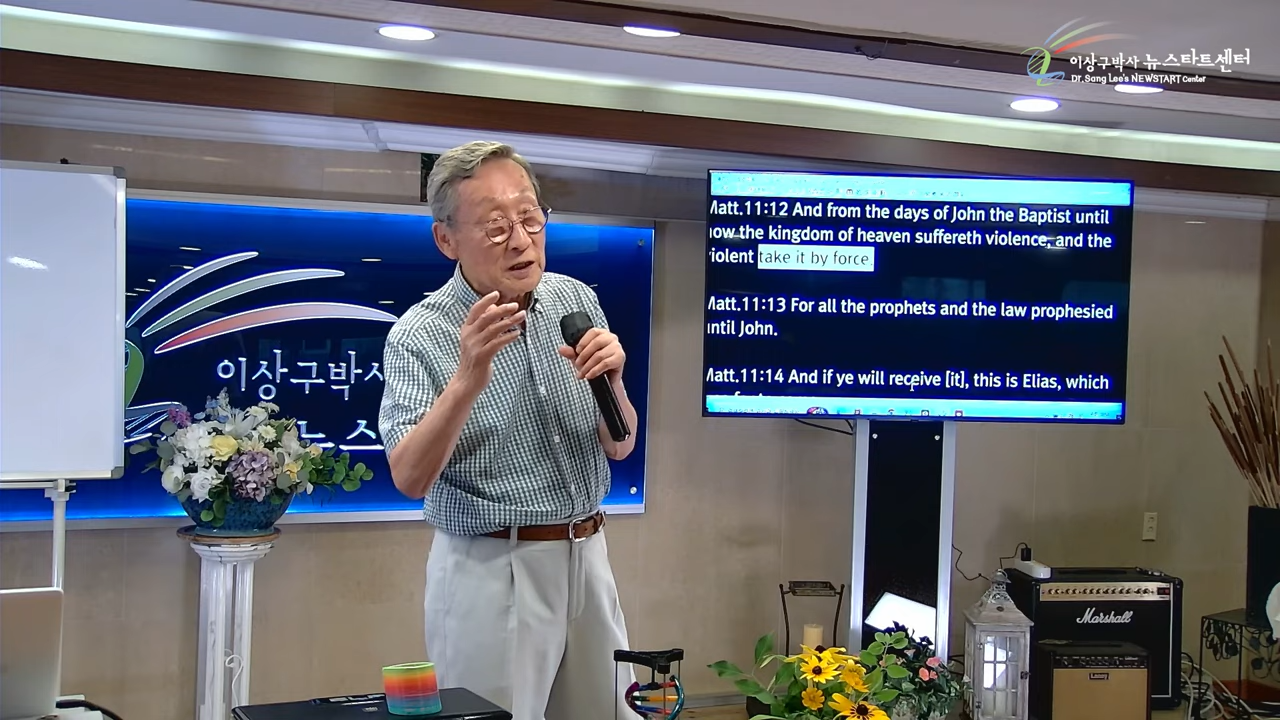 이상구박사 뉴스타트센터
Dr. Sang Lee's NEWSTART Center
Matt.11:12 And from the days of John the Baptist until
now the kingdom of heaven suffereth violence, and the
violent take it by force.
Matt.11:13 For all the prophets and the law prophesied
until John.
Matt.11:14 And if ye will receive [it], this is Elias, which
이상구박사
뉴스
Marshall
Laney